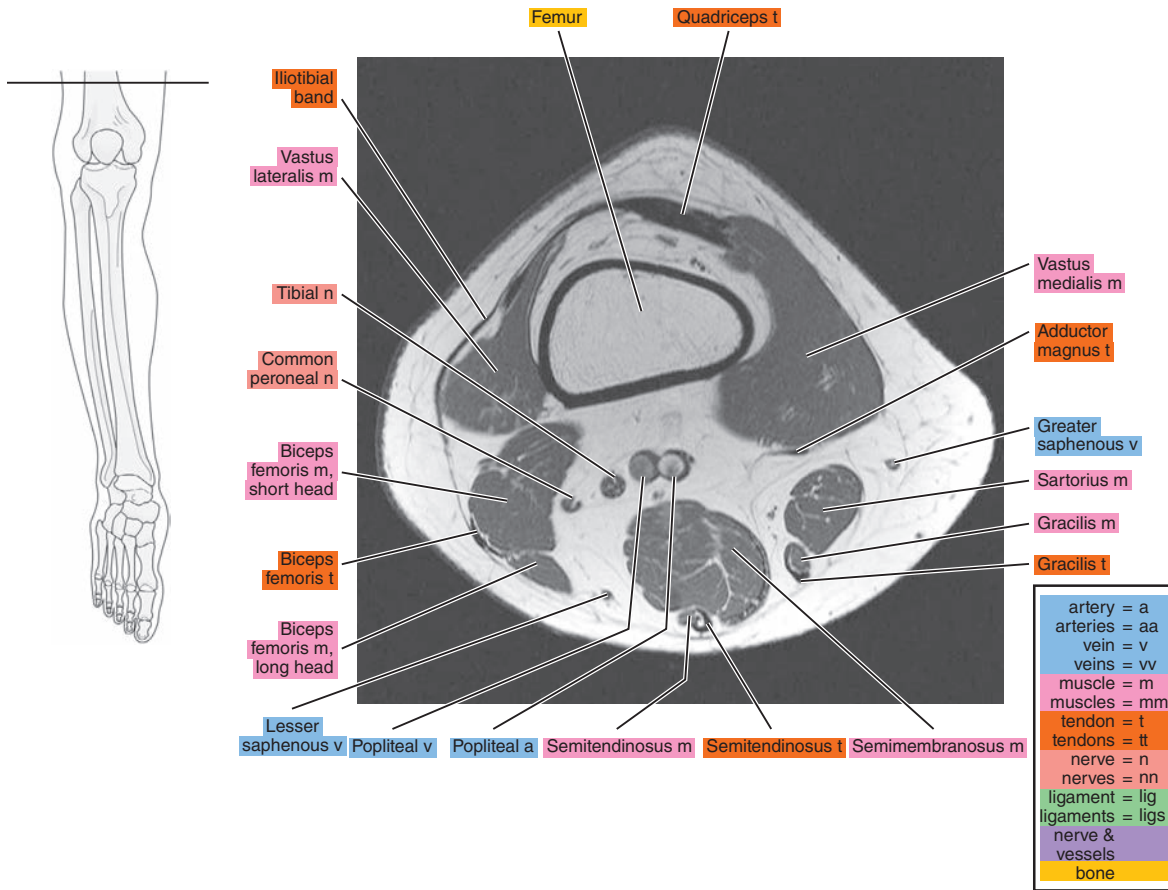 Femur
Quadriceps t
Iliotibial
band
Vastus
lateralis m
Tibial n
Common
peroneal n
Biceps
femoris m,
short head
Biceps
femoris t
Biceps
femoris m,
long head
Vastus
medialis m
Adductor
magnus t
Greater
saphenous v
Sartorius m
Gracilis m
Gracilis t
Lesser
saphenous v
Popliteal v
Popliteal a
Semitendinosus m
Semitendinosus t
Semimembranosus m
artery = a
arteries = aa
vein = v
veins = vv
muscle = m
muscles = mm
tendon = t
tendons = tt
nerve = n
nerves = nn
ligament = lig
ligaments = ligs
nerve &
vessels
bone